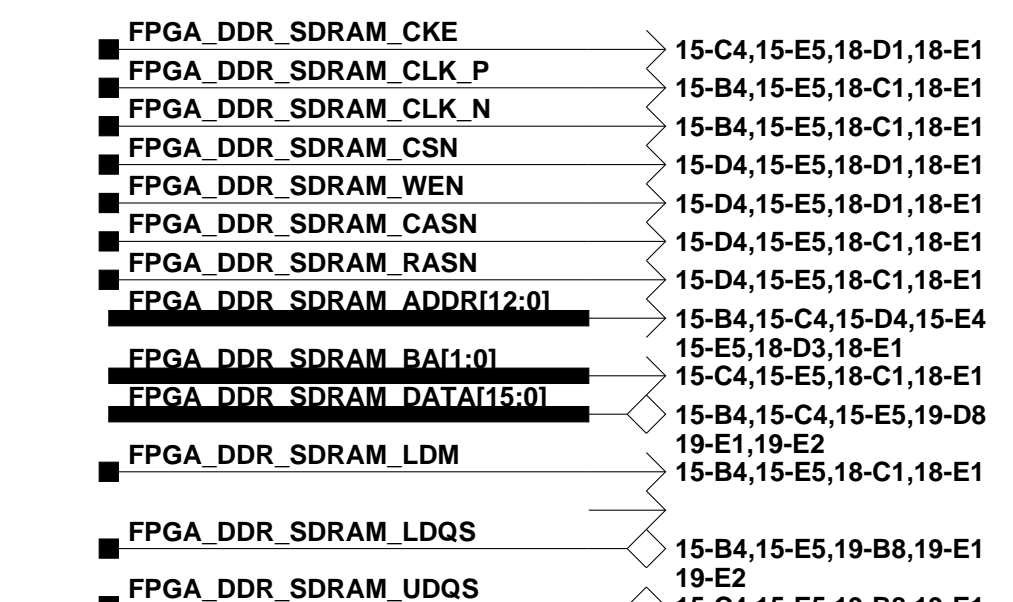 FPGA_DDR_SDRAM_CKE
15-C4,15-E5,18-D1,18-E1
FPGA_DDR_SDRAM_CLK_P
15-B4,15-E5,18-C1,18-E1
FPGA_DDR_SDRAM_CLK_N
15-B4,15-E5,18-C1,18-E1
FPGA_DDR_SDRAM_CSN
15-D4,15-E5,18-D1,18-E1
FPGA_DDR_SDRAM_WEN
15-D4,15-E5,18-D1,18-E1
FPGA_DDR_SDRAM_CASN
15-D4,15-E5,18-C1,18-E1
FPGA_DDR_SDRAM_RASN
15-D4,15-E5,18-C1,18-E1
FPGA_DDR_SDRAM_ADDR[12:0]
15-B4,15-C4,15-D4,15-E4
15-E5,18-D3,18-E1
FPGA_DDR_SDRAM_BA[1:0]
15-C4,15-E5,18-C1,18-E1
FPGA_DDR_SDRAM_DATA[15:0]
15-B4,15-C4,15-E5,19-D8
19-E1,19-E2
FPGA_DDR_SDRAM_LDM
15-B4,15-E5,18-C1,18-E1
FPGA_DDR_SDRAM_LDQS
15-B4,15-E5,19-B8,19-E1
19-E2
FPGA_DDR_SDRAM_UDQS